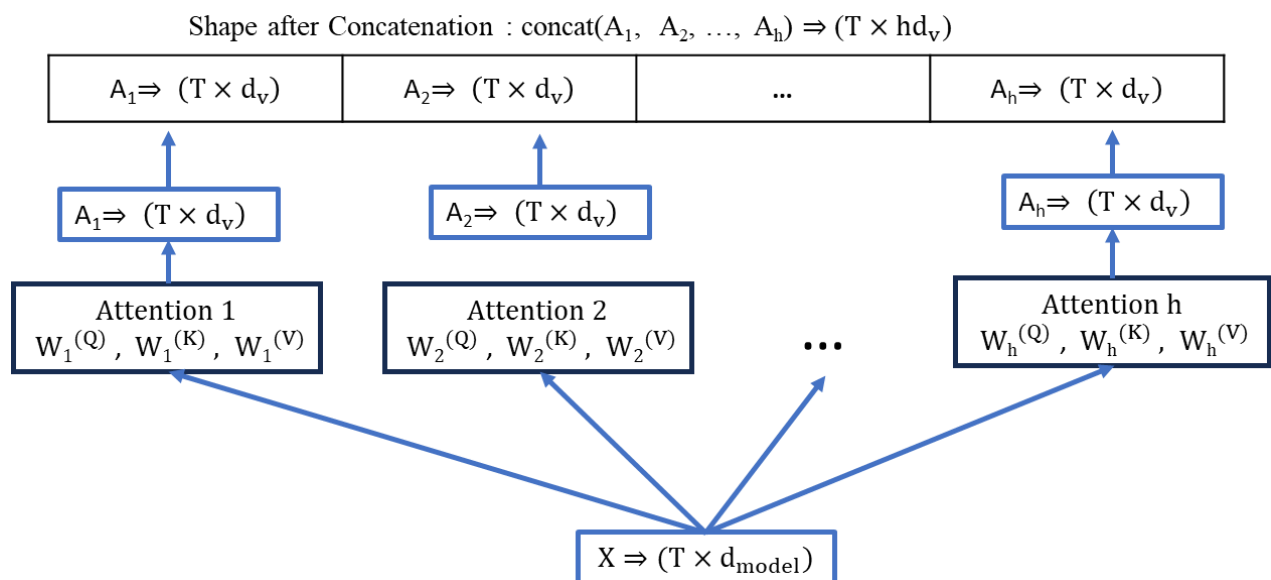 Shape after Concatenation : concat(A₁, A₂, …, Aₕ) ⇒ (T × hdᵥ)
A₁⇒ (T × dᵥ) A₂⇒ (T × dᵥ) ... Aₕ⇒ (T × dᵥ)
A₁⇒ (T × dᵥ) A₂⇒ (T × dᵥ) Aₕ⇒ (T × dᵥ)
Attention 1
W₁⁽Q⁾ , W₁⁽K⁾ , W₁⁽V⁾
Attention 2
W₂⁽Q⁾ , W₂⁽K⁾ , W₂⁽V⁾
...
Attention h
Wₕ⁽Q⁾ , Wₕ⁽K⁾ , Wₕ⁽V⁾
X ⇒ (T × d_model)